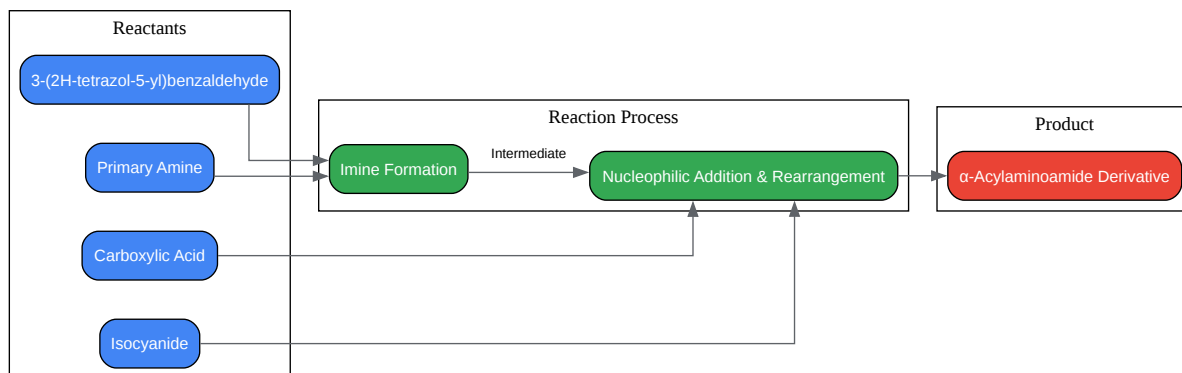 Reactants
3-(2H-tetrazol-5-yl)benzaldehyde
Primary Amine
Carboxylic Acid
Isocyanide
Reaction Process
Imine Formation
Intermediate
Nucleophilic Addition & Rearrangement
Product
α-Acylaminoamide Derivative